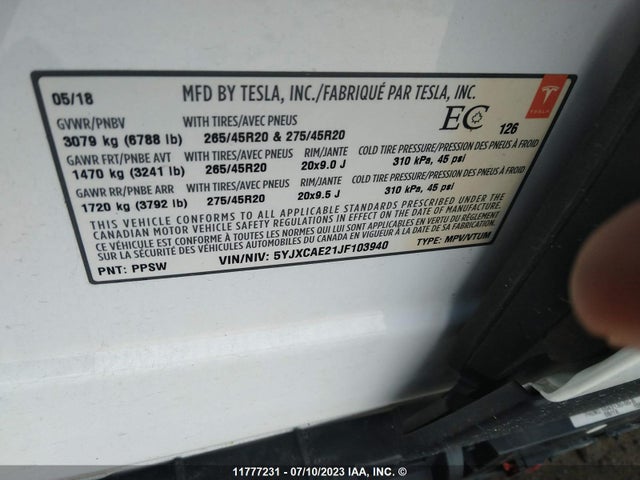 05/18 MFD BY TESLA, INC./FABRIQUÉ PAR TESLA, INC.
GVWR/PNBV WITH TIRES/AVEC PNEUS EC 126
3079 kg (6788 lb) 265/45R20 & 275/45R20 TESLA
GAWR FRT/PNBE AVT WITH TIRES/AVEC PNEUS RIM/JANTE COLD TIRE PRESSURE/PRESSION DES PNEUS À FROID
1470 kg (3241 lb) 265/45R20 20x9.0 J 310 kPa, 45 psi
GAWR RR/PNBE ARR WITH TIRES/AVEC PNEUS RIM/JANTE COLD TIRE PRESSURE/PRESSION DES PNEUS À FROID
1720 kg (3792 lb) 275/45R20 20x9.5 J 310 kPa, 45 psi
THIS VEHICLE CONFORMS TO ALL APPLICABLE STANDARDS PRESCRIBED UNDER THE
CANADIAN MOTOR VEHICLE SAFETY REGULATIONS IN EFFECT ON THE DATE OF MANUFACTURE.
CE VÉHICULE EST CONFORME À TOUTES LES NORMES QUI LUI SONT APPLICABLES EN VERTU DU RÈGLEMENT
SUR LA SÉCURITÉ DES VÉHICULES AUTOMOBILES DU CANADA EN VIGUEUR À LA DATE DE SA FABRICATION.
PNT: PPSW VIN/NIV: 5YJXCAE21JF103940 TYPE: MPV/VTUM
11777231 - 07/10/2023 IAA, Inc. ©